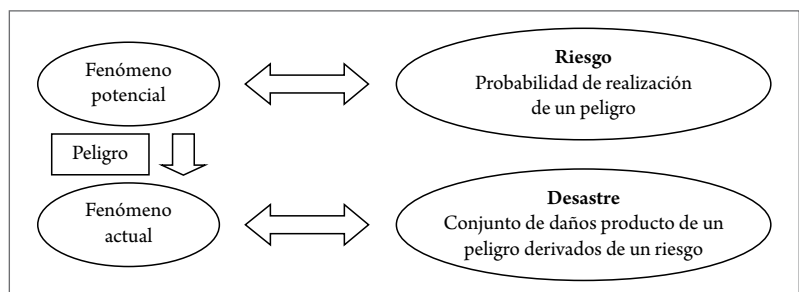 Fenómeno
potencial
Riesgo
Probabilidad de realización
de un peligro
Peligro
Fenómeno
actual
Desastre
Conjunto de daños producto de un
peligro derivados de un riesgo